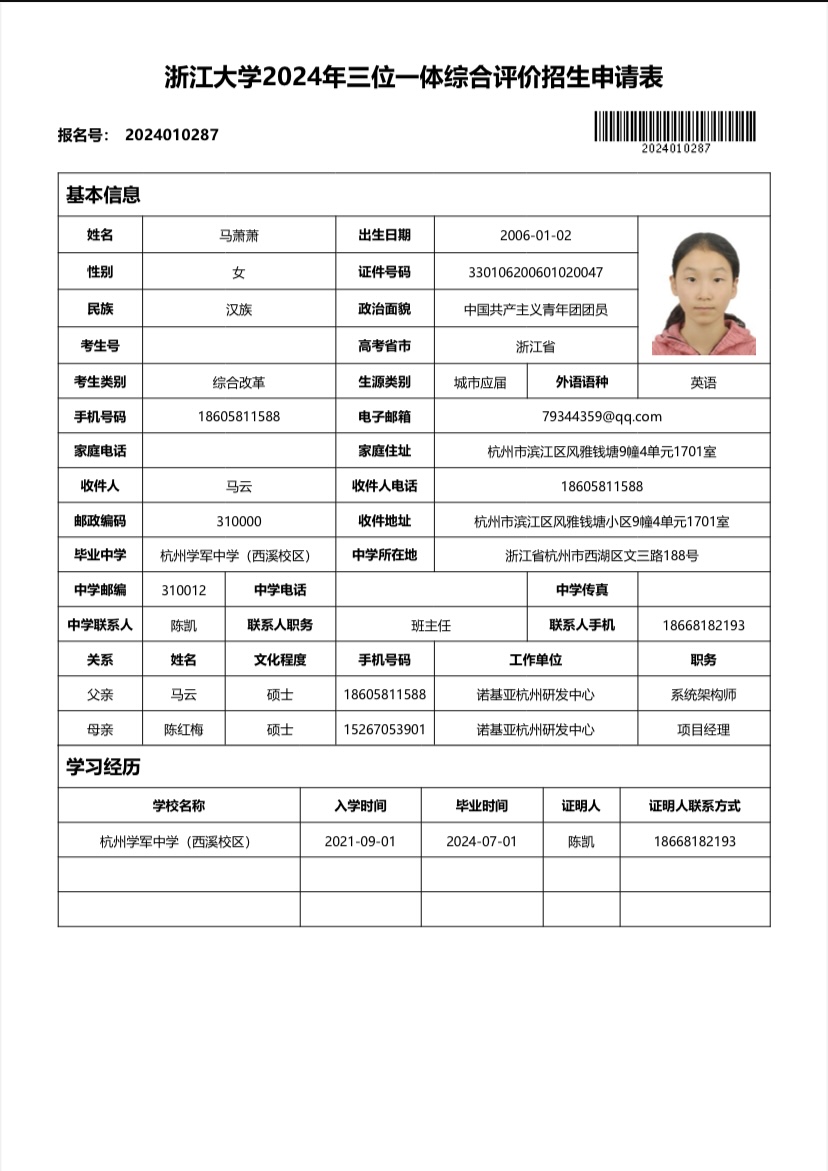 浙江大学2024年三位一体综合评价招生申请表
报名号: 2024010287
2024010287
基本信息
姓名 马萧萧 出生日期 2006-01-02
性别 女 证件号码 330106200601020047
民族 汉族 政治面貌 中国共产主义青年团团员
考生号 高考省市 浙江省
考生类别 综合改革 生源类别 城市应届 外语语种 英语
手机号码 18605811588 电子邮箱 79344359@qq.com
家庭电话 家庭住址 杭州市滨江区风雅钱塘9幢4单元1701室
收件人 马云 收件人电话 18605811588
邮政编码 310000 收件地址 杭州市滨江区风雅钱塘小区9幢4单元1701室
毕业中学 杭州学军中学（西溪校区） 中学所在地 浙江省杭州市西湖区文三路188号
中学邮编 310012 中学电话 中学传真
中学联系人 陈凯 联系人职务 班主任 联系人手机 18668182193
关系 姓名 文化程度 手机号码 工作单位 职务
父亲 马云 硕士 18605811588 诺基亚杭州研发中心 系统架构师
母亲 陈红梅 硕士 15267053901 诺基亚杭州研发中心 项目经理
学习经历
学校名称 入学时间 毕业时间 证明人 证明人联系方式
杭州学军中学（西溪校区） 2021-09-01 2024-07-01 陈凯 18668182193